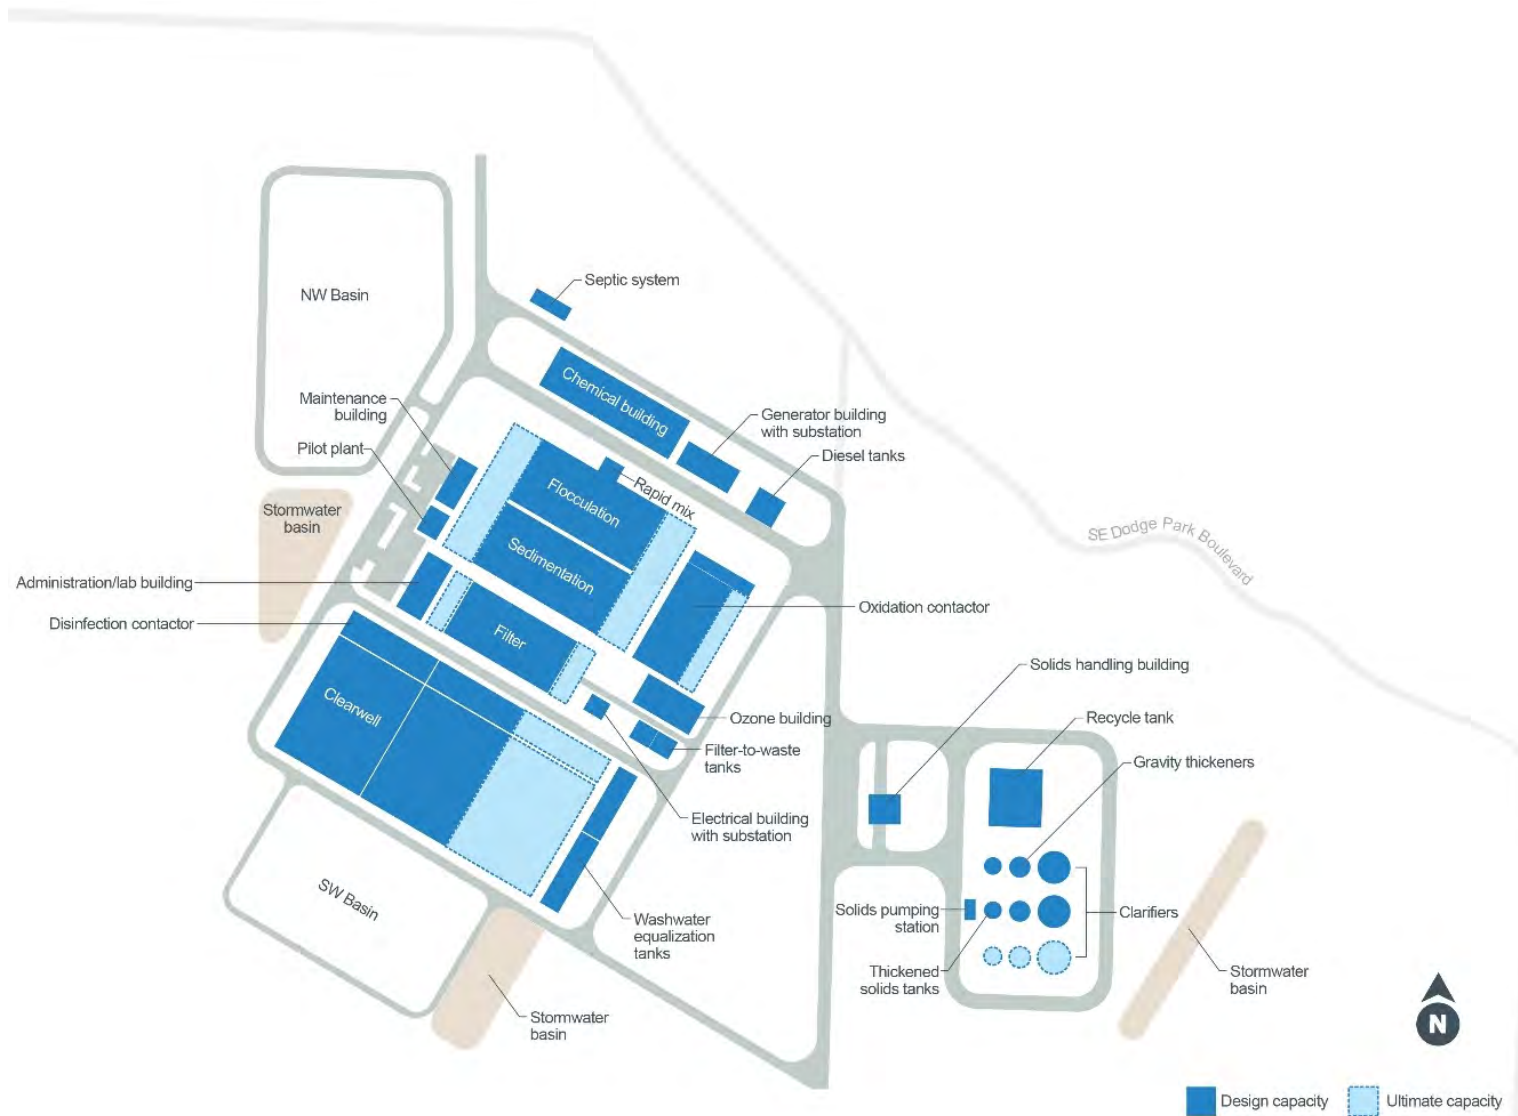 Septic system
NW Basin
Chemical building
Maintenance
building
Generator building
with substation
Pilot plant
Diesel tanks
Rapid mix
Flocculation
Stormwater
basin
SE Dodge Park Boulevard
Sedimentation
Administration/lab building
Oxidation contactor
Disinfection contactor
Filter
Solids handling building
Clearwell
Ozone building
Recycle tank
Filter-to-waste
tanks
Gravity thickeners
Electrical building
with substation
SW Basin
Washwater
equalization
tanks
Solids pumping
station
Clarifiers
Thickened
solids tanks
Stormwater
basin
Stormwater
basin
N
Design capacity
Ultimate capacity